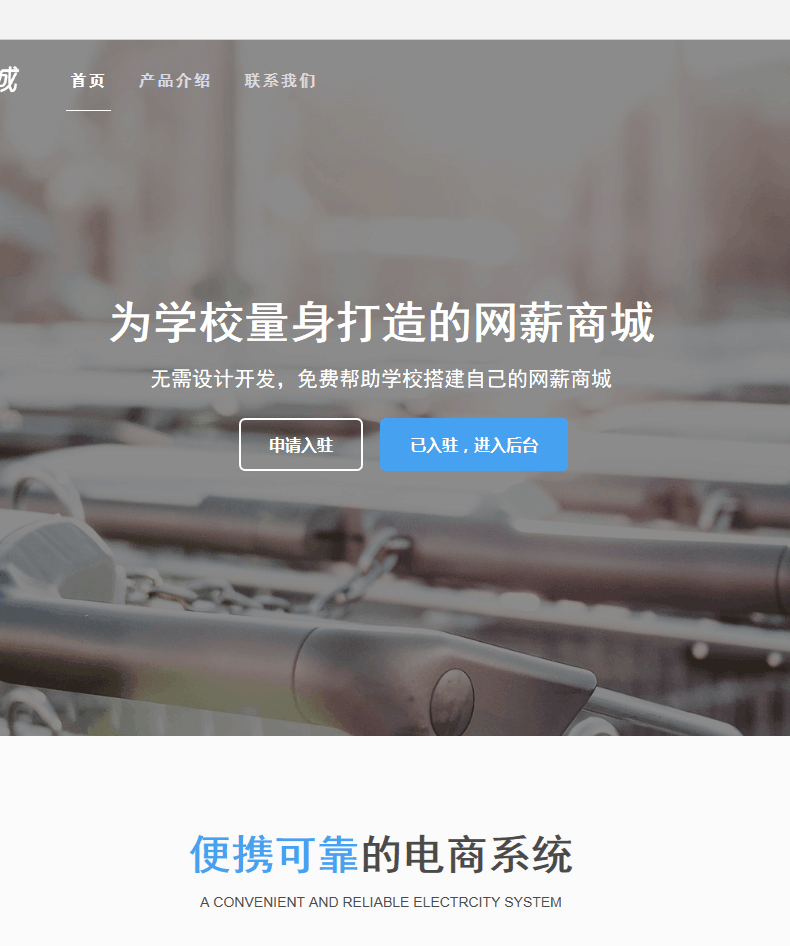 城 首页 产品介绍 联系我们
为学校量身打造的网薪商城
无需设计开发，免费帮助学校搭建自己的网薪商城
申请入驻 已入驻，进入后台
便携可靠的电商系统
A CONVENIENT AND RELIABLE ELECTRCITY SYSTEM